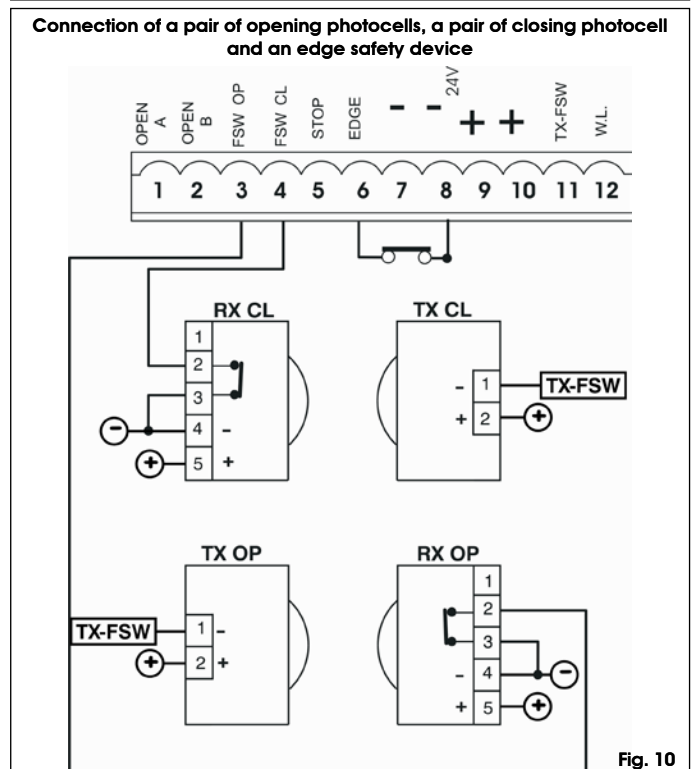 Connection of a pair of opening photocells, a pair of closing photocell
and an edge safety device
OPEN A
OPEN B
FSW OP
FSW CL
STOP
EDGE
- - 24V + +
TX-FSW
W.L.
1 2 3 4 5 6 7 8 9 10 11 12
RX CL
1
2
3
4 -
5 +
-
+
TX CL
- 1 TX-FSW
+ 2 +
TX OP
TX-FSW 1 -
+ 2 +
RX OP
1
2
3
- 4 -
+ 5 +
Fig. 10